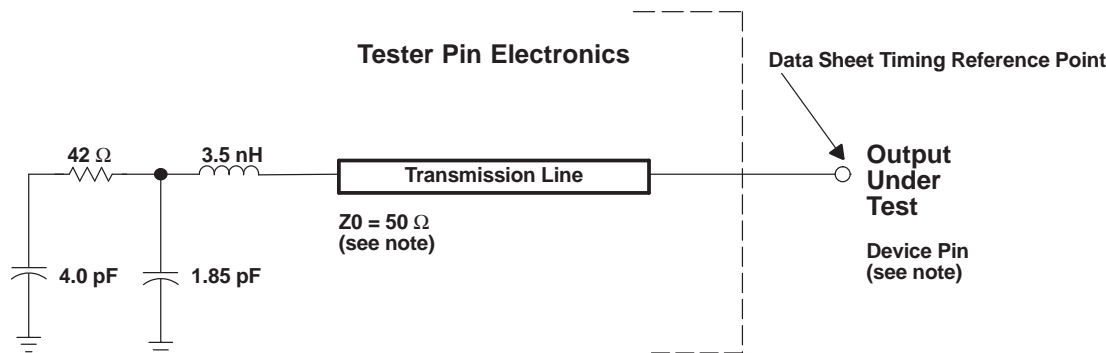 Tester Pin Electronics
Data Sheet Timing Reference Point
42 Ω
3.5 nH
Transmission Line
Output
Under
Test
Z0 = 50 Ω
(see note)
Device Pin
(see note)
4.0 pF
1.85 pF